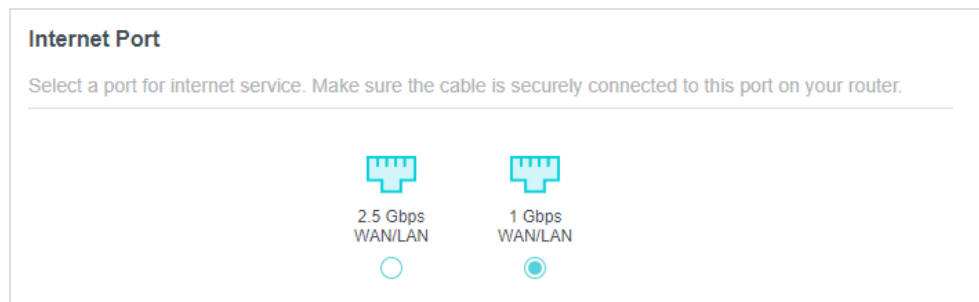 Internet Port
Select a port for internet service. Make sure the cable is securely connected to this port on your router.
2.5 Gbps
WAN/LAN
1 Gbps
WAN/LAN